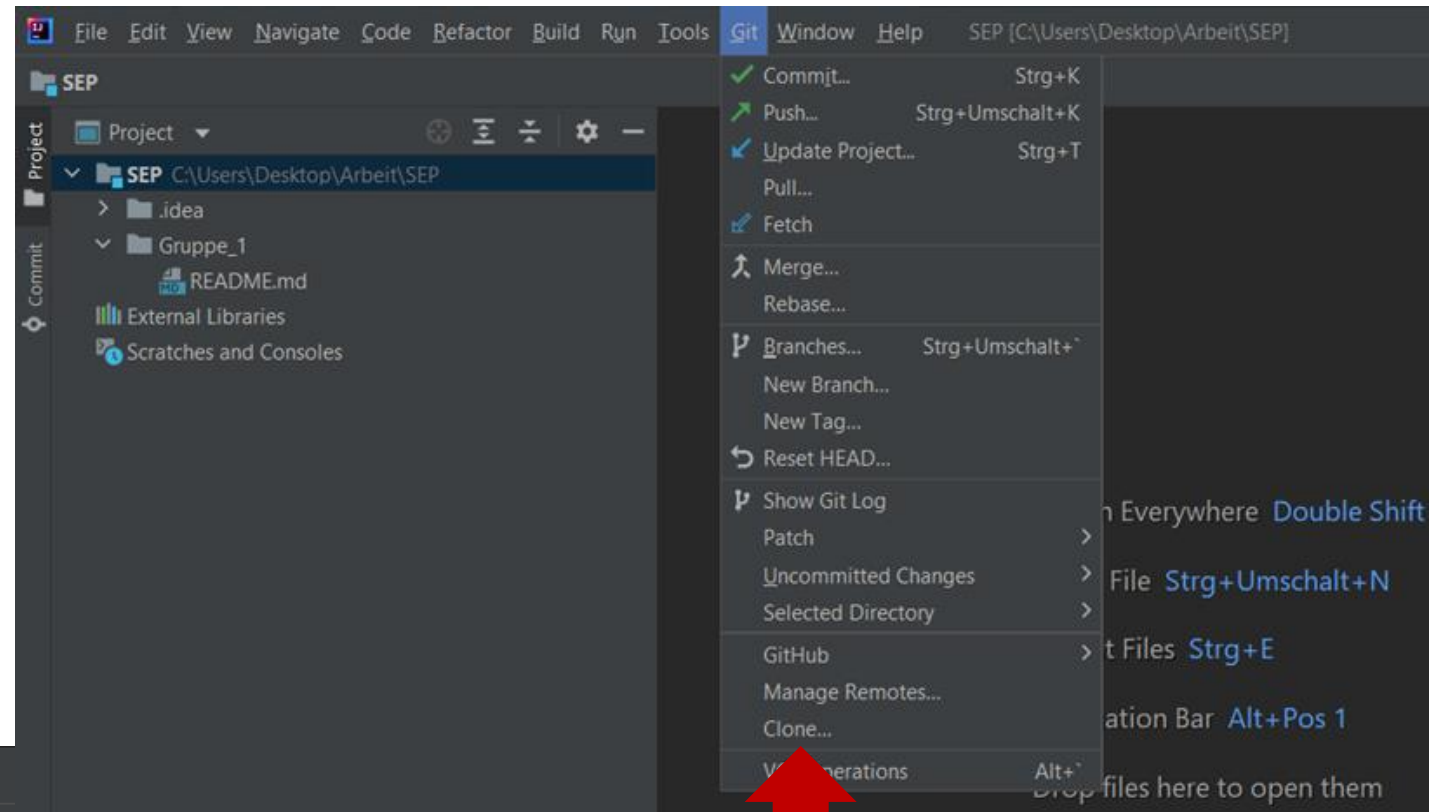 File Edit View Navigate Code Refactor Build Run Tools Git Window Help SEP [C:\Users\Desktop\Arbeit\SEP]
SEP
Project
Commit
Project
SEP C:\Users\Desktop\Arbeit\SEP
.idea
Gruppe_1
README.md
External Libraries
Scratches and Consoles
Commit... Strg+K
Push... Strg+Umschalt+K
Update Project... Strg+T
Pull...
Fetch
Merge...
Rebase...
Branches... Strg+Umschalt+`
New Branch...
New Tag...
Reset HEAD...
Show Git Log
Patch
Uncommitted Changes
Selected Directory
GitHub
Manage Remotes...
Clone...
Alt+`
Everywhere Double Shift
File Strg+Umschalt+N
Files Strg+E
Bar Alt+Pos 1
files here to open them